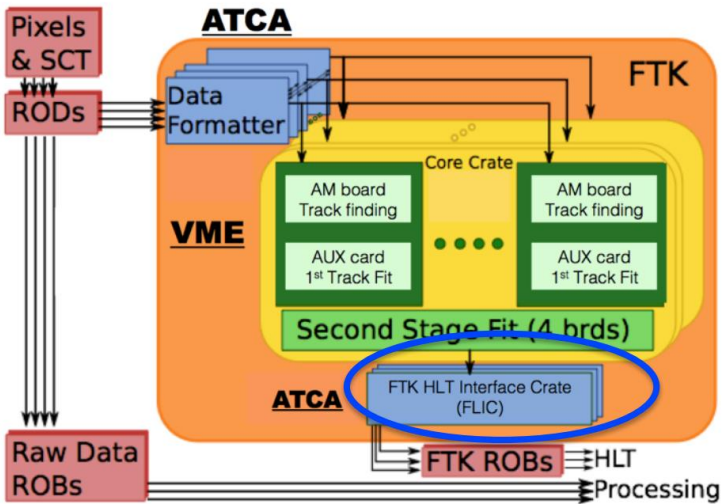 Pixels
& SCT
RODs
ATCA
Data
Formatter
FTK
Core Crate
AM board
Track finding
AUX card
1st Track Fit
AM board
Track finding
AUX card
1st Track Fit
VME
Second Stage Fit (4 brds)
ATCA
FTK HLT Interface Crate
(FLIC)
Raw Data
ROBs
FTK ROBs
HLT
Processing